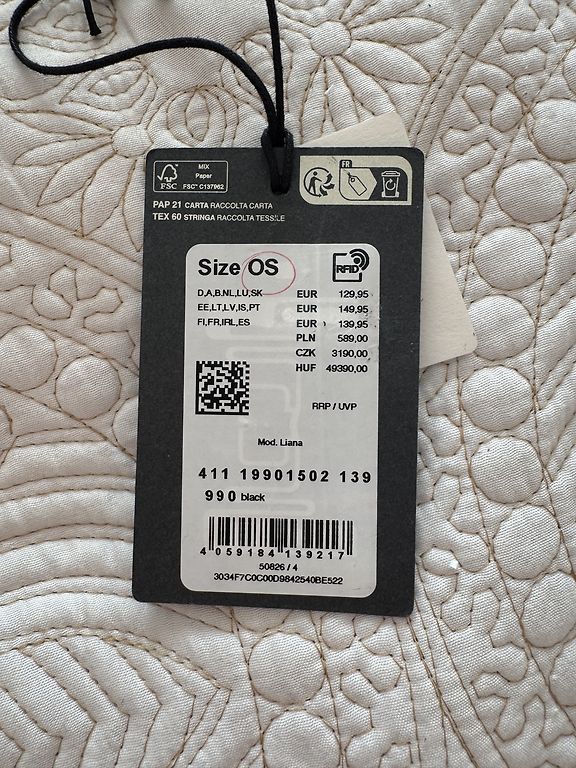 FSC
MIX
Paper
FSC™ C137962
FR
PAP 21 CARTA RACCOLTA CARTA
TEX 60 STRINGA RACCOLTA TESSILE
Size OS
RFID
D,A,B,NL,LU,SK EUR 129,95
EE,LT,LV,IS,PT EUR 149,95
FI,FR,IRL,ES EUR 139,95
PLN 589,00
CZK 3190,00
HUF 49390,00
RRP / UVP
Mod. Liana
411 19901502 139
990 black
4 059184 139217
50826 / 4
3034F7C0C00D9842540BE522